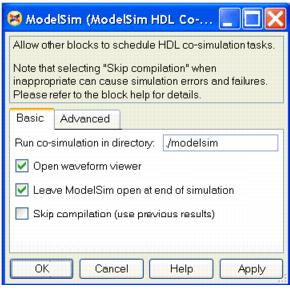 ModelSim (ModelSim HDL Co-...
Allow other blocks to schedule HDL co-simulation tasks.
Note that selecting "Skip compilation" when
inappropriate can cause simulation errors and failures.
Please refer to the block help for details.
Basic Advanced
Run co-simulation in directory: ./modelsim
Open waveform viewer
Leave ModelSim open at end of simulation
Skip compilation (use previous results)
OK Cancel Help Apply